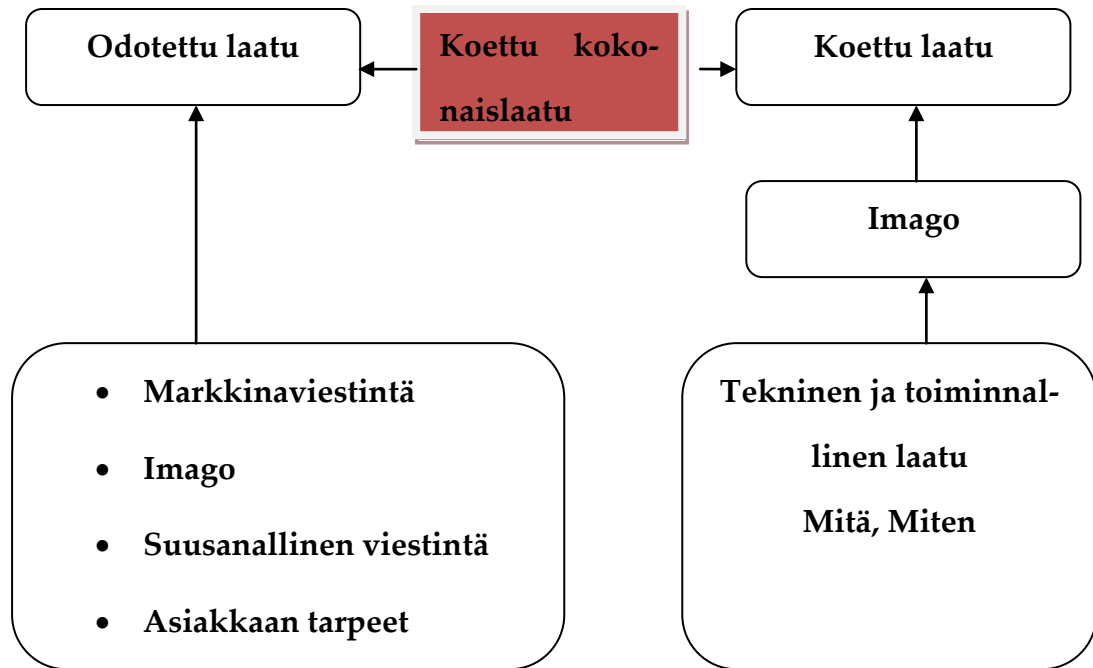 Odotettu laatu
Koettu koko-
naislaatu
Koettu laatu
Imago
• Markkinaviestintä
• Imago
• Suusanallinen viestintä
• Asiakkaan tarpeet
Tekninen ja toiminnal-
linen laatu
Mitä, Miten